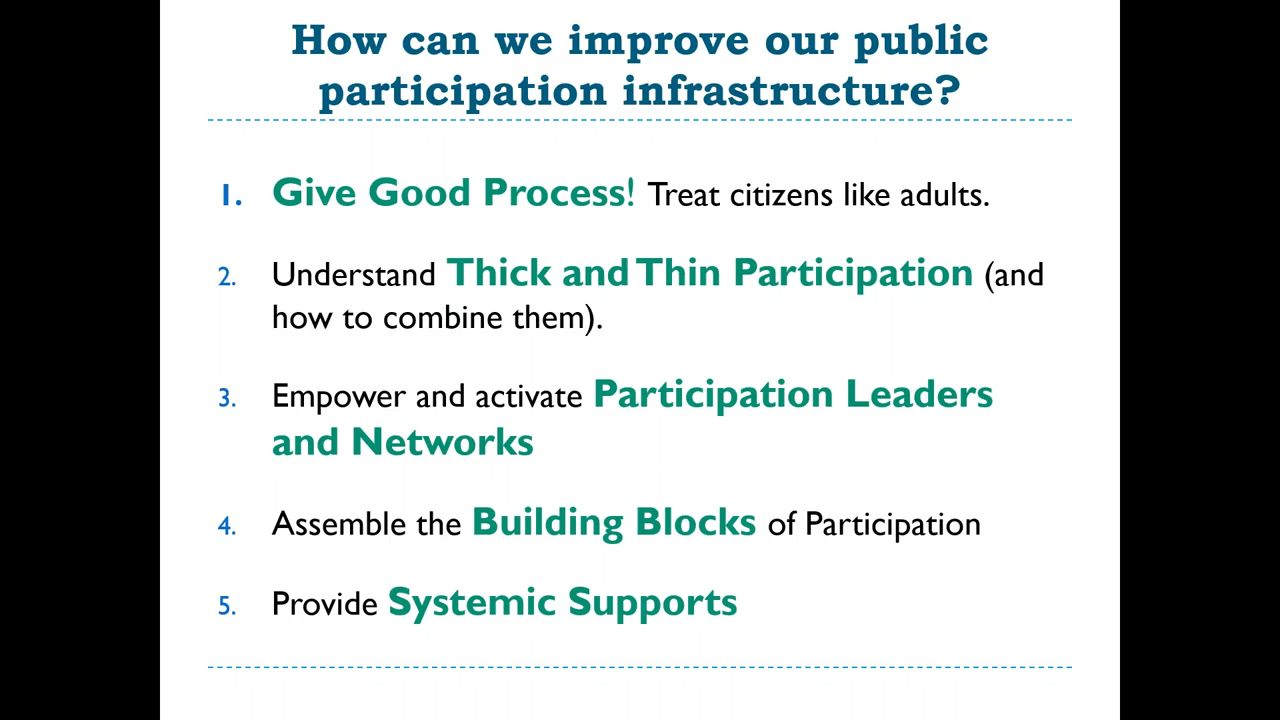 How can we improve our public
participation infrastructure?
1. Give Good Process! Treat citizens like adults.
2. Understand Thick and Thin Participation (and
how to combine them).
3. Empower and activate Participation Leaders
and Networks
4. Assemble the Building Blocks of Participation
5. Provide Systemic Supports